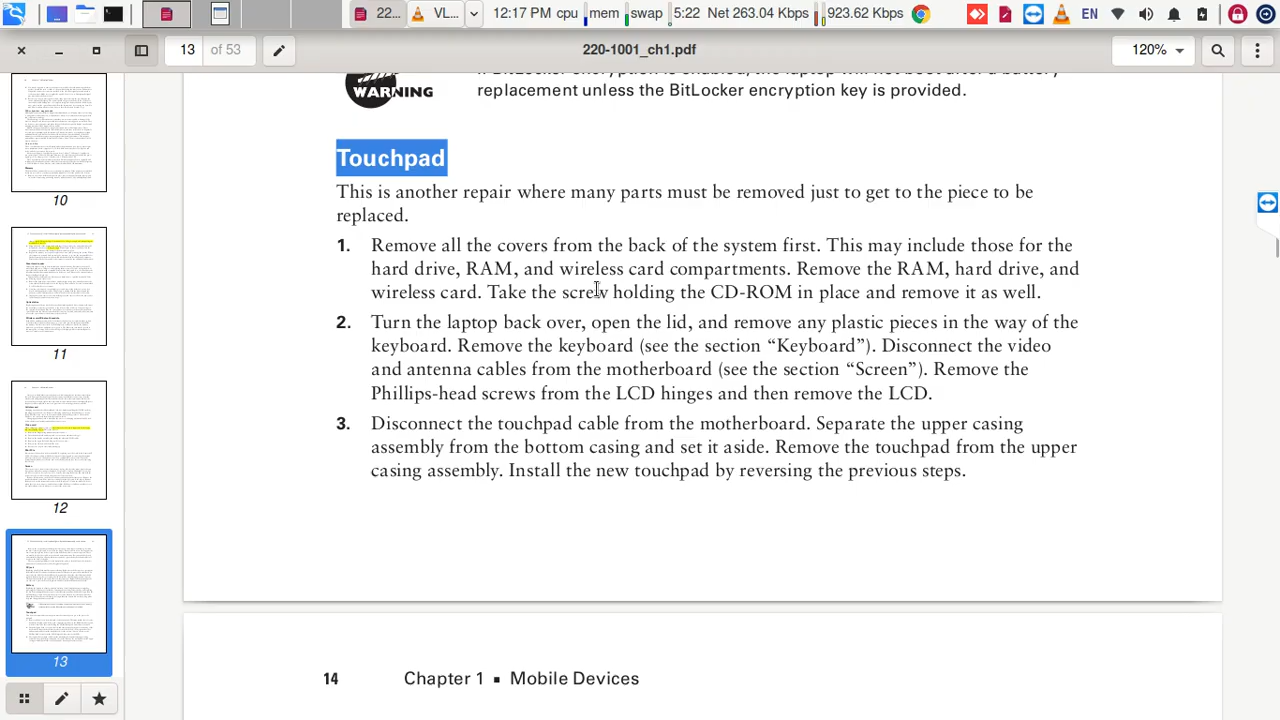 22... VL... 12:17 PM cpu mem swap 5:22 Net 263.04 Kbps 923.62 Kbps EN
13 of 53 220-1001_ch1.pdf 120%
WARNING
replacement unless the BitLocker encryption key is provided.
Touchpad
This is another repair where many parts must be removed just to get to the piece to be
replaced.
1. Remove all the covers from the back of the system first. This may include those for the
hard drive, RAM, and wireless card compartments. Remove the RAM, hard drive, and
wireless card. Take the screw holding the CD-ROM in place and remove it as well.
2. Turn the laptop back over, open the lid, and remove any plastic pieces in the way of the
keyboard. Remove the keyboard (see the section “Keyboard”). Disconnect the video
and antenna cables from the motherboard (see the section “Screen”). Remove the
Phillips-head screws from the LCD hinges and then remove the LCD.
3. Disconnect the touchpad cable from the motherboard. Separate the upper casing
assembly from the bottom casing and set it aside. Remove the touchpad from the upper
casing assembly. Install the new touchpad by reversing the previous steps.
14 Chapter 1 ■ Mobile Devices
10
11
12
13